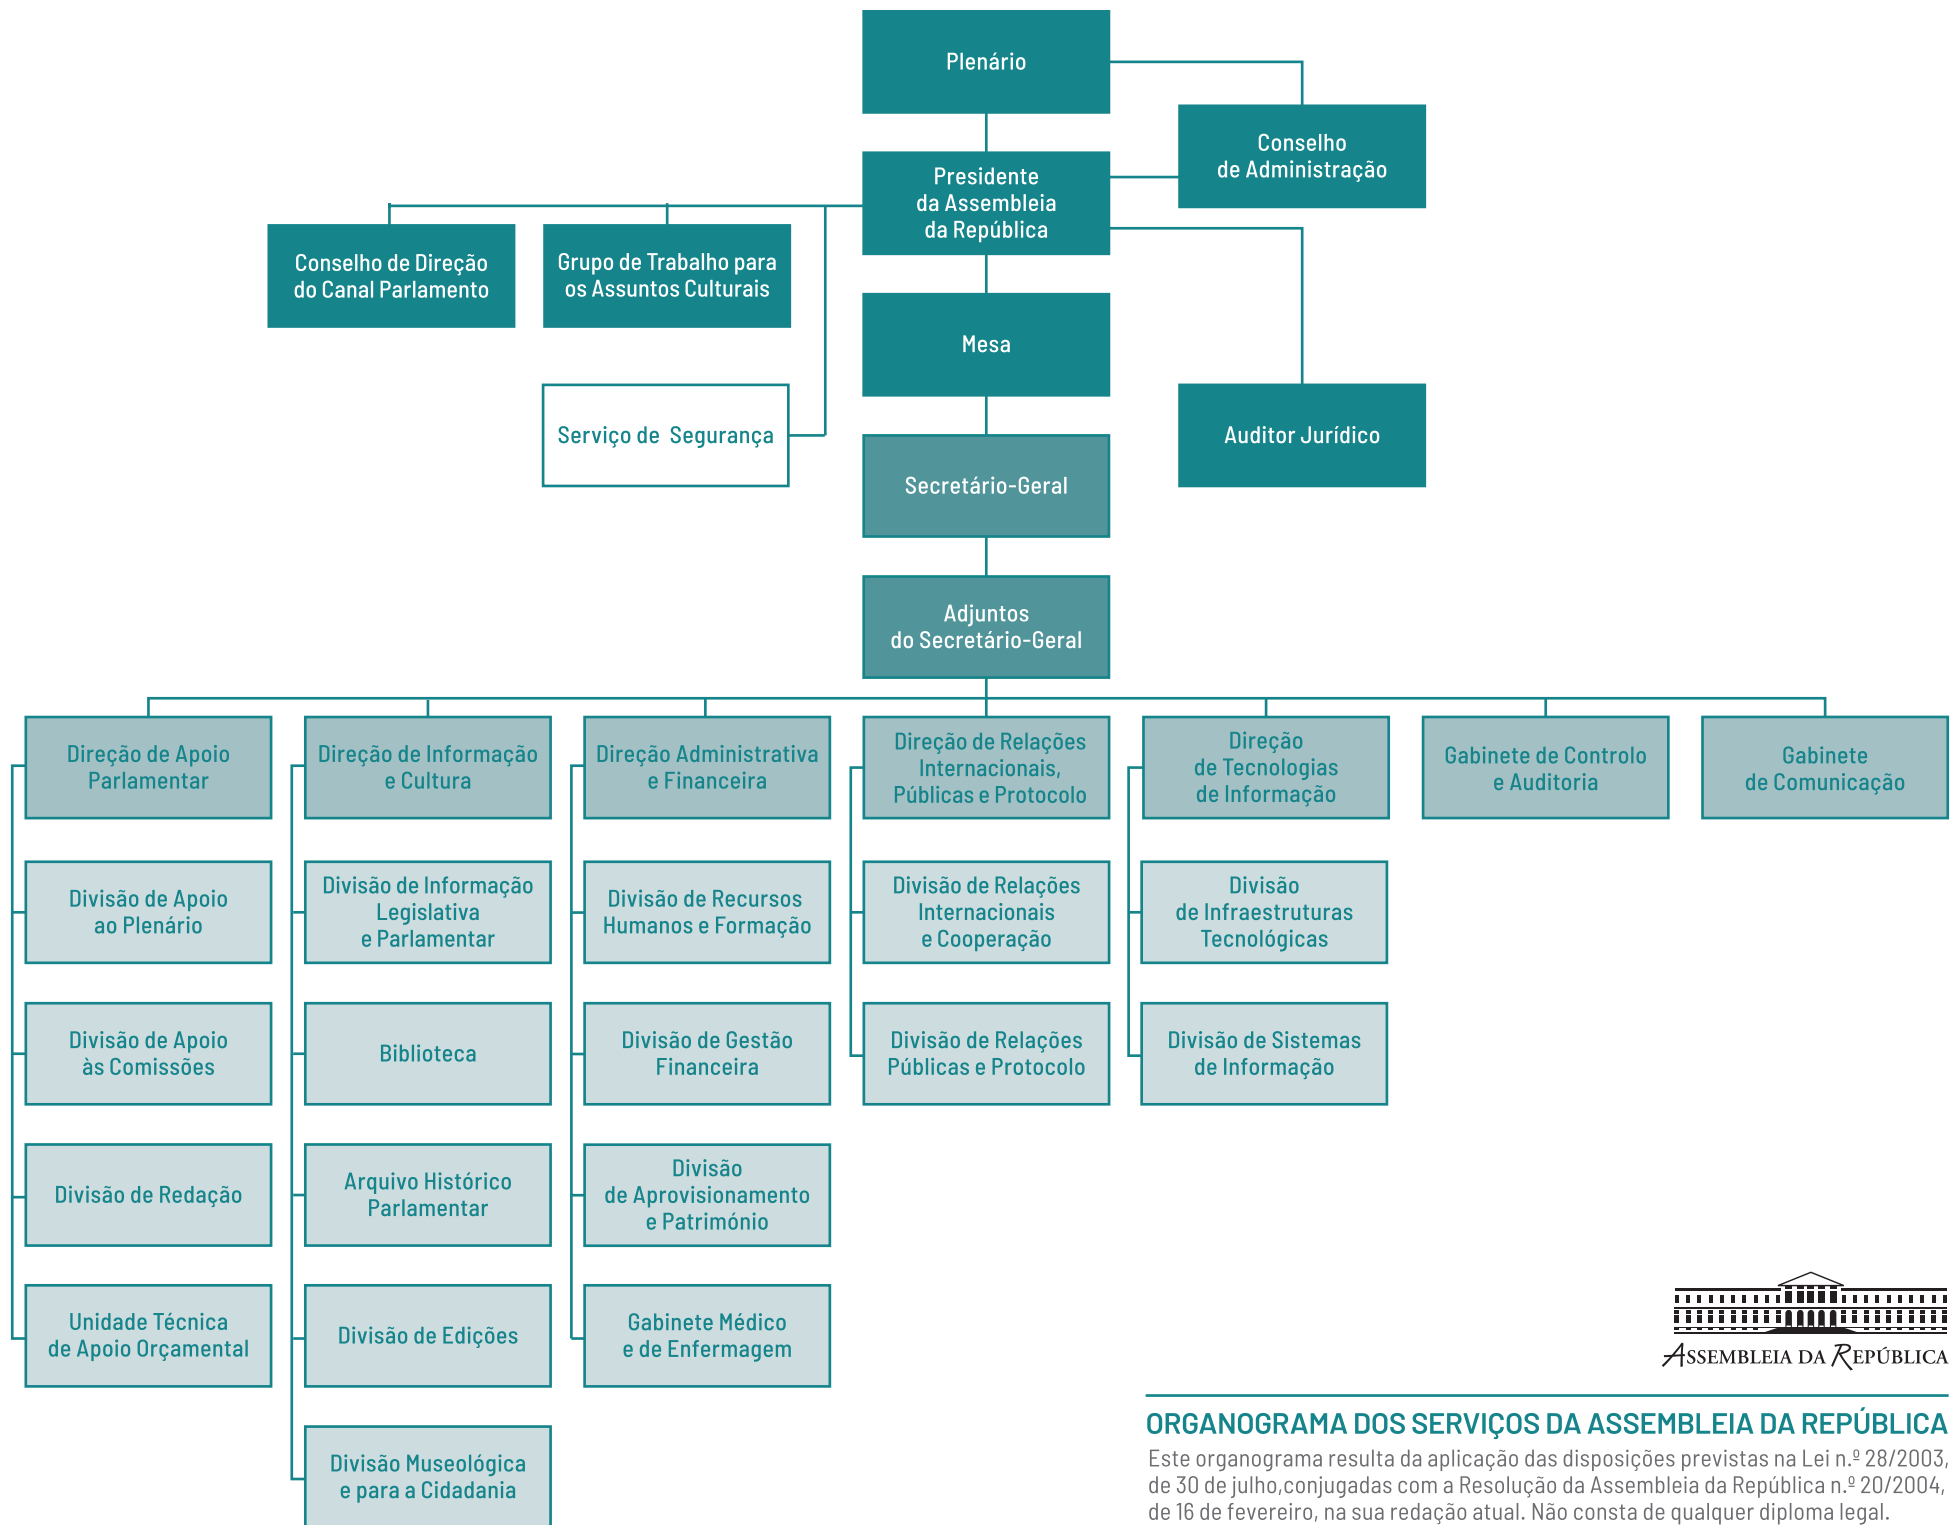 Plenário
Conselho
de Administração
Presidente
da Assembleia
da República
Conselho de Direção
do Canal Parlamento
Grupo de Trabalho para
os Assuntos Culturais
Mesa
Serviço de  Segurança
Auditor Jurídico
Secretário-Geral
Adjuntos
do Secretário-Geral
Direção de Apoio
Parlamentar
Direção de Informação
e Cultura
Direção Administrativa
e Financeira
Direção de Relações
Internacionais,
Públicas e Protocolo
Direção
de Tecnologias
de Informação
Gabinete de Controlo
e Auditoria
Gabinete
de Comunicação
Divisão de Apoio
ao Plenário
Divisão de Informação
Legislativa
e Parlamentar
Divisão de Recursos
Humanos e Formação
Divisão de Relações
Internacionais
e Cooperação
Divisão
de Infraestruturas
Tecnológicas
Divisão de Apoio
às Comissões
Biblioteca
Divisão de Gestão
Financeira
Divisão de Relações
Públicas e Protocolo
Divisão de Sistemas
de Informação
Divisão de Redação
Arquivo Histórico
Parlamentar
Divisão
de Aprovisionamento
e Património
Unidade Técnica
de Apoio Orçamental
Divisão de Edições
Gabinete Médico
e de Enfermagem
Divisão Museológica
e para a Cidadania
ASSEMBLEIA DA REPÚBLICA
ORGANOGRAMA DOS SERVIÇOS DA ASSEMBLEIA DA REPÚBLICA
Este organograma resulta da aplicação das disposições previstas na Lei n.º 28/2003,
de 30 de julho,conjugadas com a Resolução da Assembleia da República n.º 20/2004,
de 16 de fevereiro, na sua redação atual. Não consta de qualquer diploma legal.